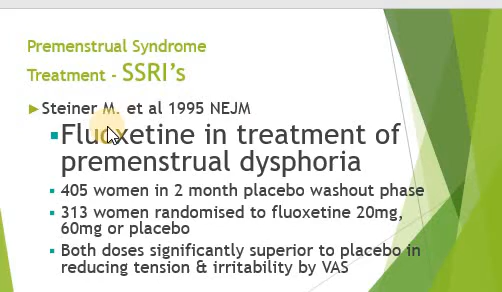 Premenstrual Syndrome
Treatment - SSRI's
Steiner M. et al 1995 NEJM
Fluoxetine in treatment of
premenstrual dysphoria
405 women in 2 month placebo washout phase
313 women randomised to fluoxetine 20mg,
60mg or placebo
Both doses significantly superior to placebo in
reducing tension & irritability by VAS